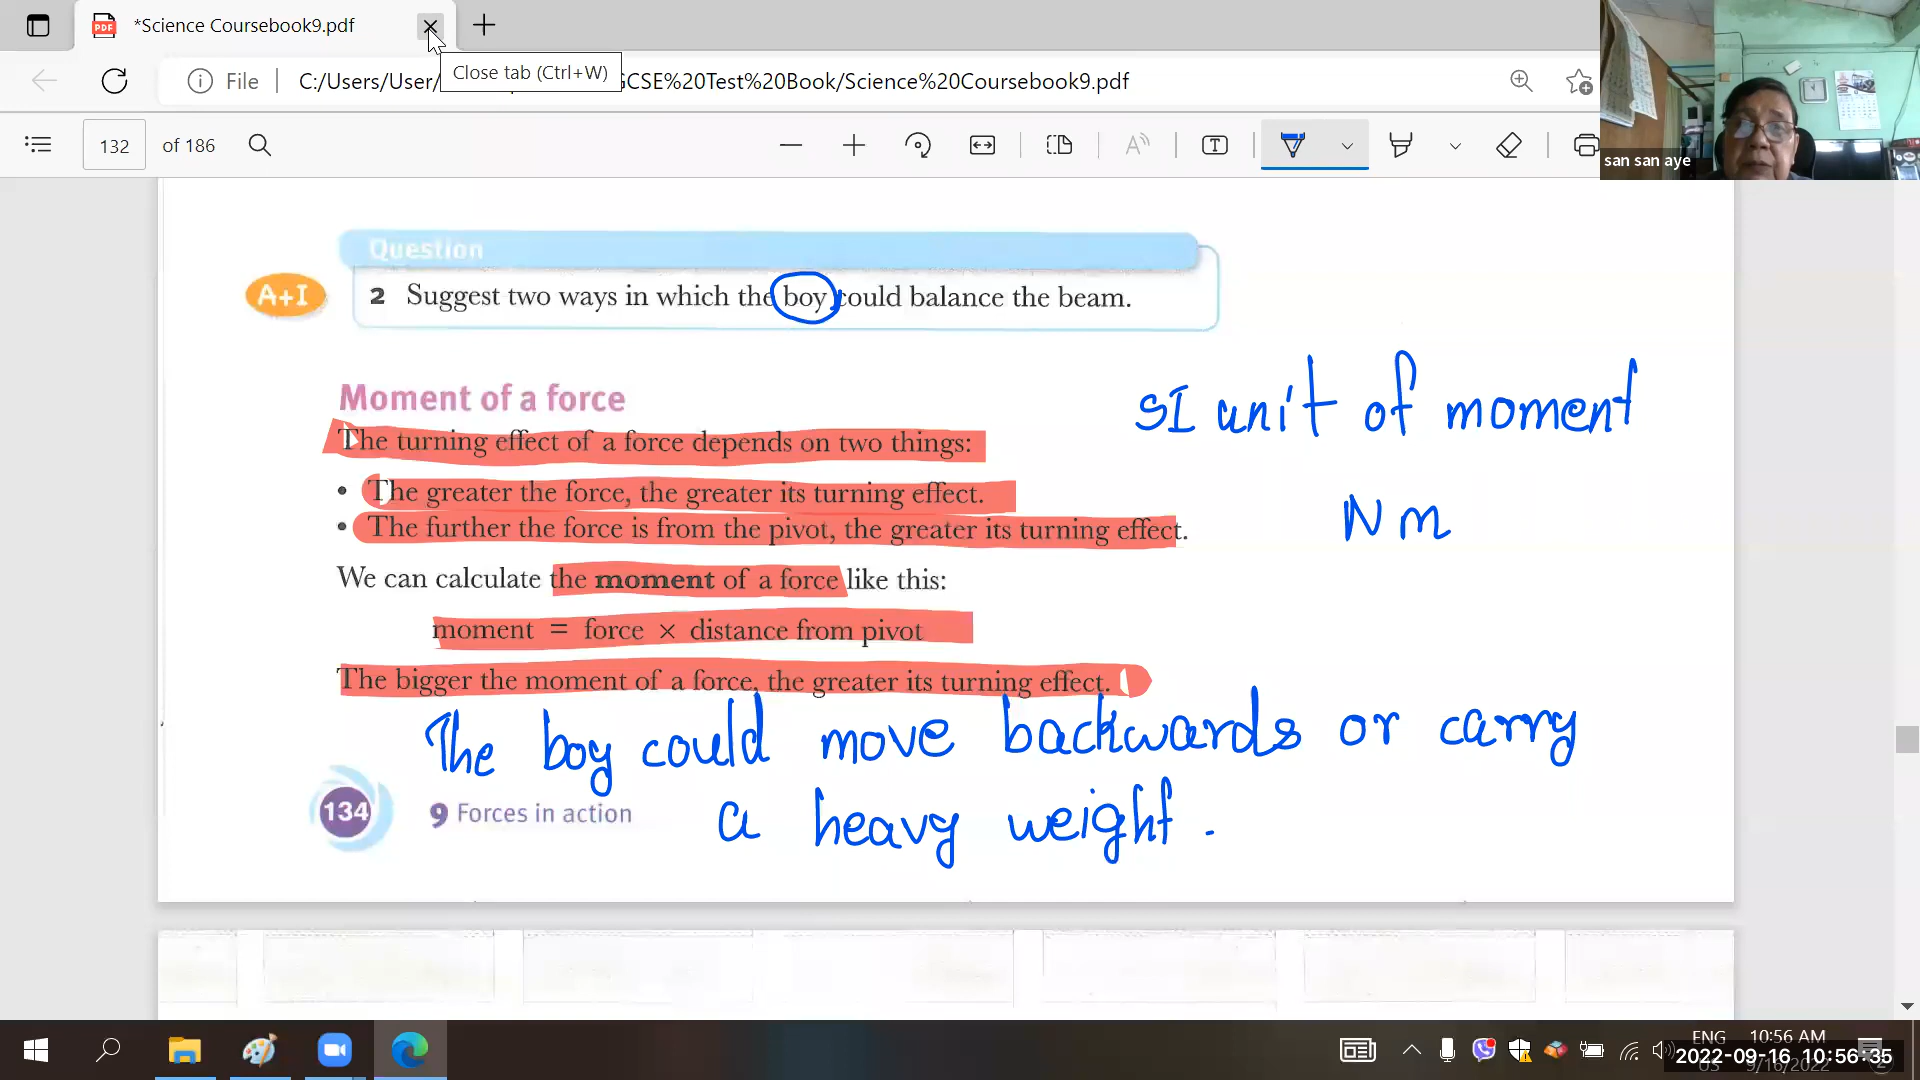 *Science Coursebook9.pdf
Close tab (Ctrl+W)
File
C:/Users/User/
GCSE%20Test%20Book/Science%20Coursebook9.pdf
132
of 186
san san aye
Question
A+I
2 Suggest two ways in which the boy could balance the beam.
Moment of a force
SI unit of moment
The turning effect of a force depends on two things:
• The greater the force, the greater its turning effect.
N m
• The further the force is from the pivot, the greater its turning effect.
We can calculate the moment of a force like this:
moment = force × distance from pivot
The bigger the moment of a force, the greater its turning effect.
The boy could move backwards or carry
a heavy weight.
134
9 Forces in action
ENG
10:56 AM
2022-09-16 10:56:35
9/16/2022